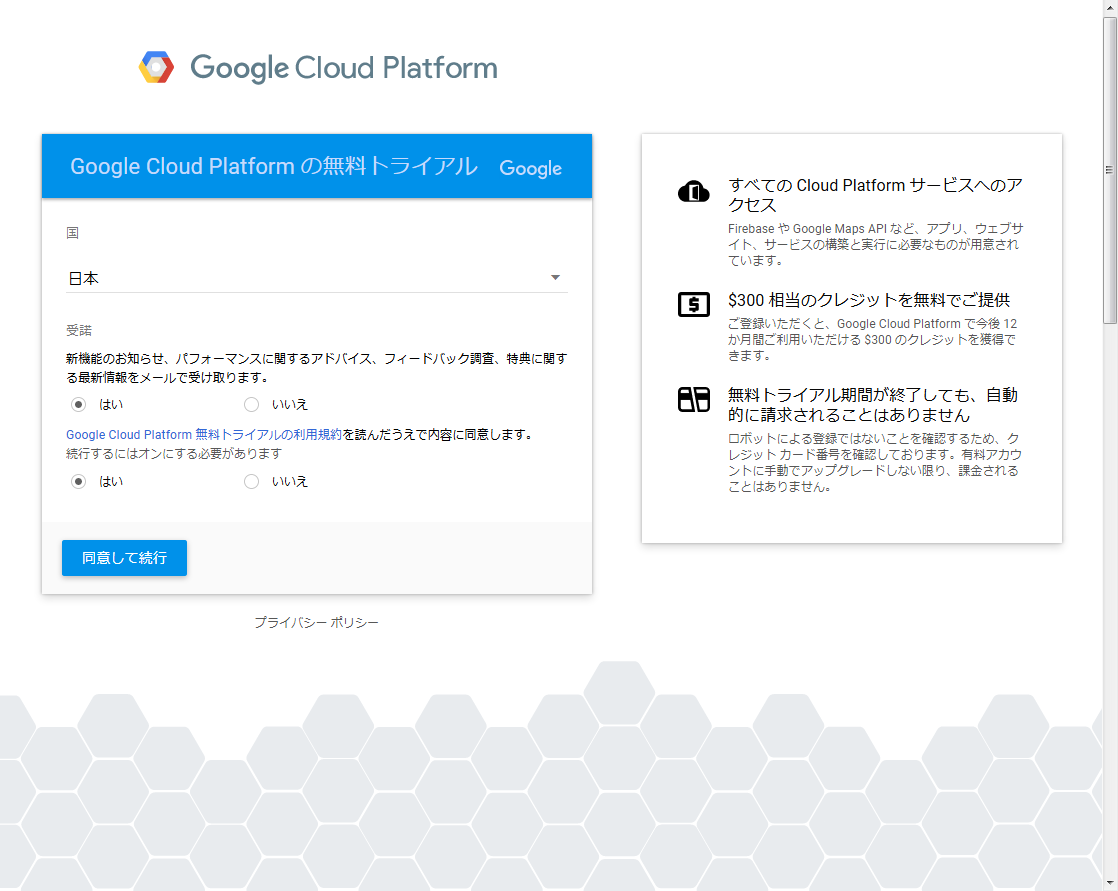 Google Cloud Platform
Google Cloud Platform の無料トライアル Google
国
日本
受諾
新機能のお知らせ、パフォーマンスに関するアドバイス、フィードバック調査、特典に関す
る最新情報をメールで受け取ります。
はい いいえ
Google Cloud Platform 無料トライアルの利用規約を読んだうえで内容に同意します。
続行するにはオンにする必要があります
はい いいえ
同意して続行
プライバシー ポリシー
すべての Cloud Platform サービスへのア
クセス
Firebase や Google Maps API など、アプリ、ウェブサ
イト、サービスの構築と実行に必要なものが用意され
ています。
$300 相当のクレジットを無料でご提供
ご登録いただくと、Google Cloud Platform で今後 12
か月間ご利用いただける $300 のクレジットを獲得で
きます。
無料トライアル期間が終了しても、自動
的に請求されることはありません
ロボットによる登録ではないことを確認するため、ク
レジット カード番号を確認しております。有料アカウ
ントに手動でアップグレードしない限り、課金される
ことはありません。